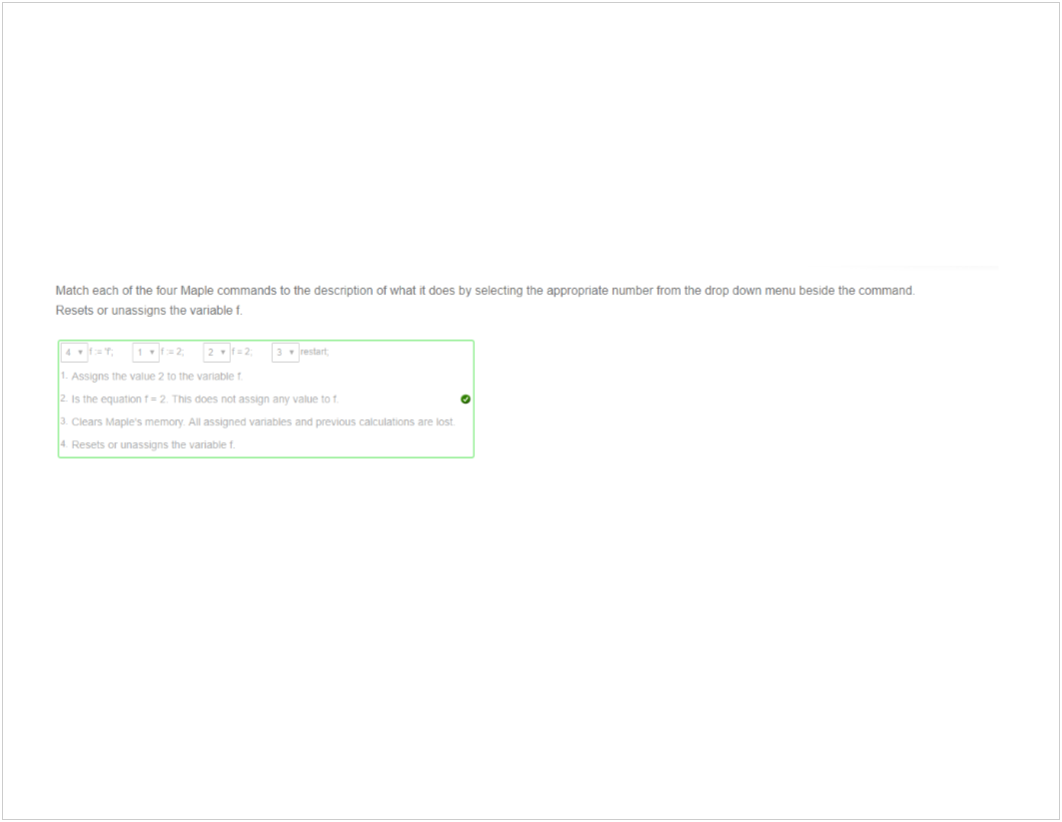 Match each of the four Maple commands to the description of what it does by selecting the appropriate number from the drop down menu beside the command.
Resets or unassigns the variable f.
4 f := 'f'; 1 f := 2; 2 f = 2; 3 restart;
1. Assigns the value 2 to the variable f.
2. Is the equation f = 2. This does not assign any value to f.
3. Clears Maple's memory. All assigned variables and previous calculations are lost.
4. Resets or unassigns the variable f.